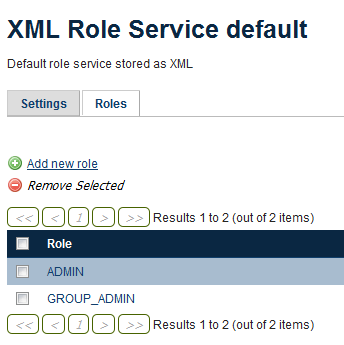 XML Role Service default
Default role service stored as XML
Settings Roles
Add new role
Remove Selected
<< < 1 > >> Results 1 to 2 (out of 2 items)
Role
ADMIN
GROUP_ADMIN
<< < 1 > >> Results 1 to 2 (out of 2 items)